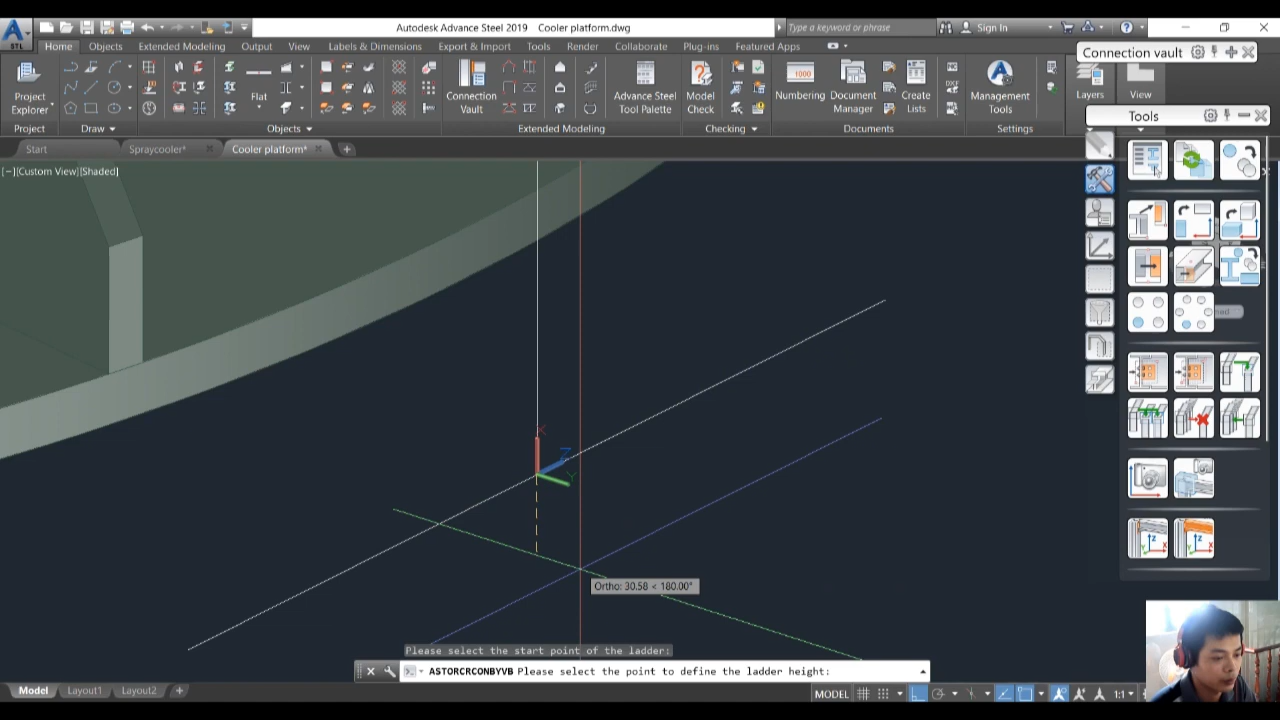 Autodesk Advance Steel 2019 Cooler platform.dwg
Type a keyword or phrase
Sign In
STL
Home Objects Extended Modeling Output View Labels & Dimensions Export & Import Tools Render Collaborate Plug-ins Featured Apps
Connection vault
Project Explorer
Flat
Connection Vault
Advance Steel Tool Palette
Model Check
1000
Numbering
Document Manager
DXF
Create Lists
Management Tools
Layers
View
Project Draw Objects Extended Modeling Checking Documents Settings
Tools
Start Spraycooler* Cooler platform*
[−][Custom View][Shaded]
X
Z
Y
Ortho: 30.58 < 180.00°
Please select the start point of the ladder:
ASTORCRCONBYVB Please select the point to define the ladder height:
Model Layout1 Layout2
MODEL
1:1